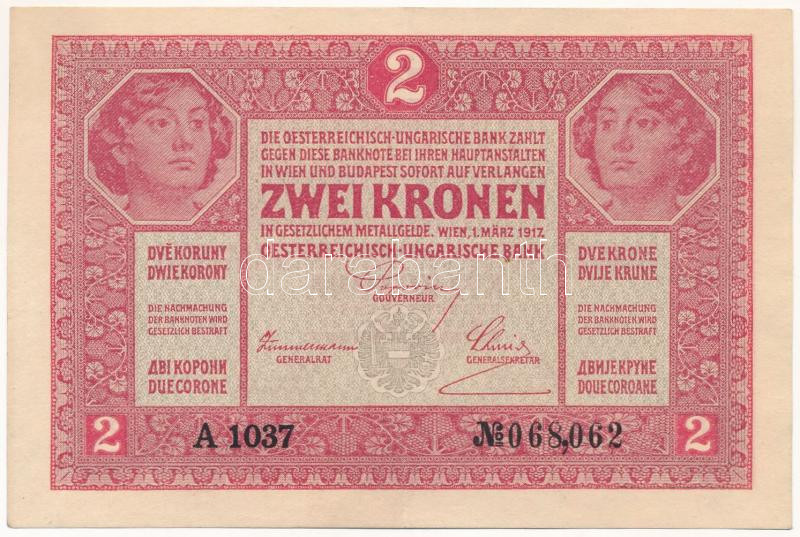 2
DIE OESTERREICHISCH-UNGARISCHE BANK ZAHLT
GEGEN DIESE BANKNOTE BEI IHREN HAUPTANSTALTEN
IN WIEN UND BUDAPEST SOFORT AUF VERLANGEN
ZWEI KRONEN
IN GESETZLICHEM METALLGELDE. WIEN, 1. MÄRZ 1917.
OESTERREICHISCH-UNGARISCHE BANK
GOUVERNEUR
Zimmermann
GENERALRAT
GENERALSEKRETÄR
DVĚ KORUNY
DWIE KORONY
DIE NACHMACHUNG
DER BANKNOTEN WIRD
GESETZLICH BESTRAFT
ДВІ КОРОНИ
DUE CORONE
DVE KRONE
DVIJE KRUNE
DIE NACHMACHUNG
DER BANKNOTEN WIRD
GESETZLICH BESTRAFT
ДВИЈЕ КРУНЕ
DOUE COROANE
darabanth
2
A 1037
№068,062
2